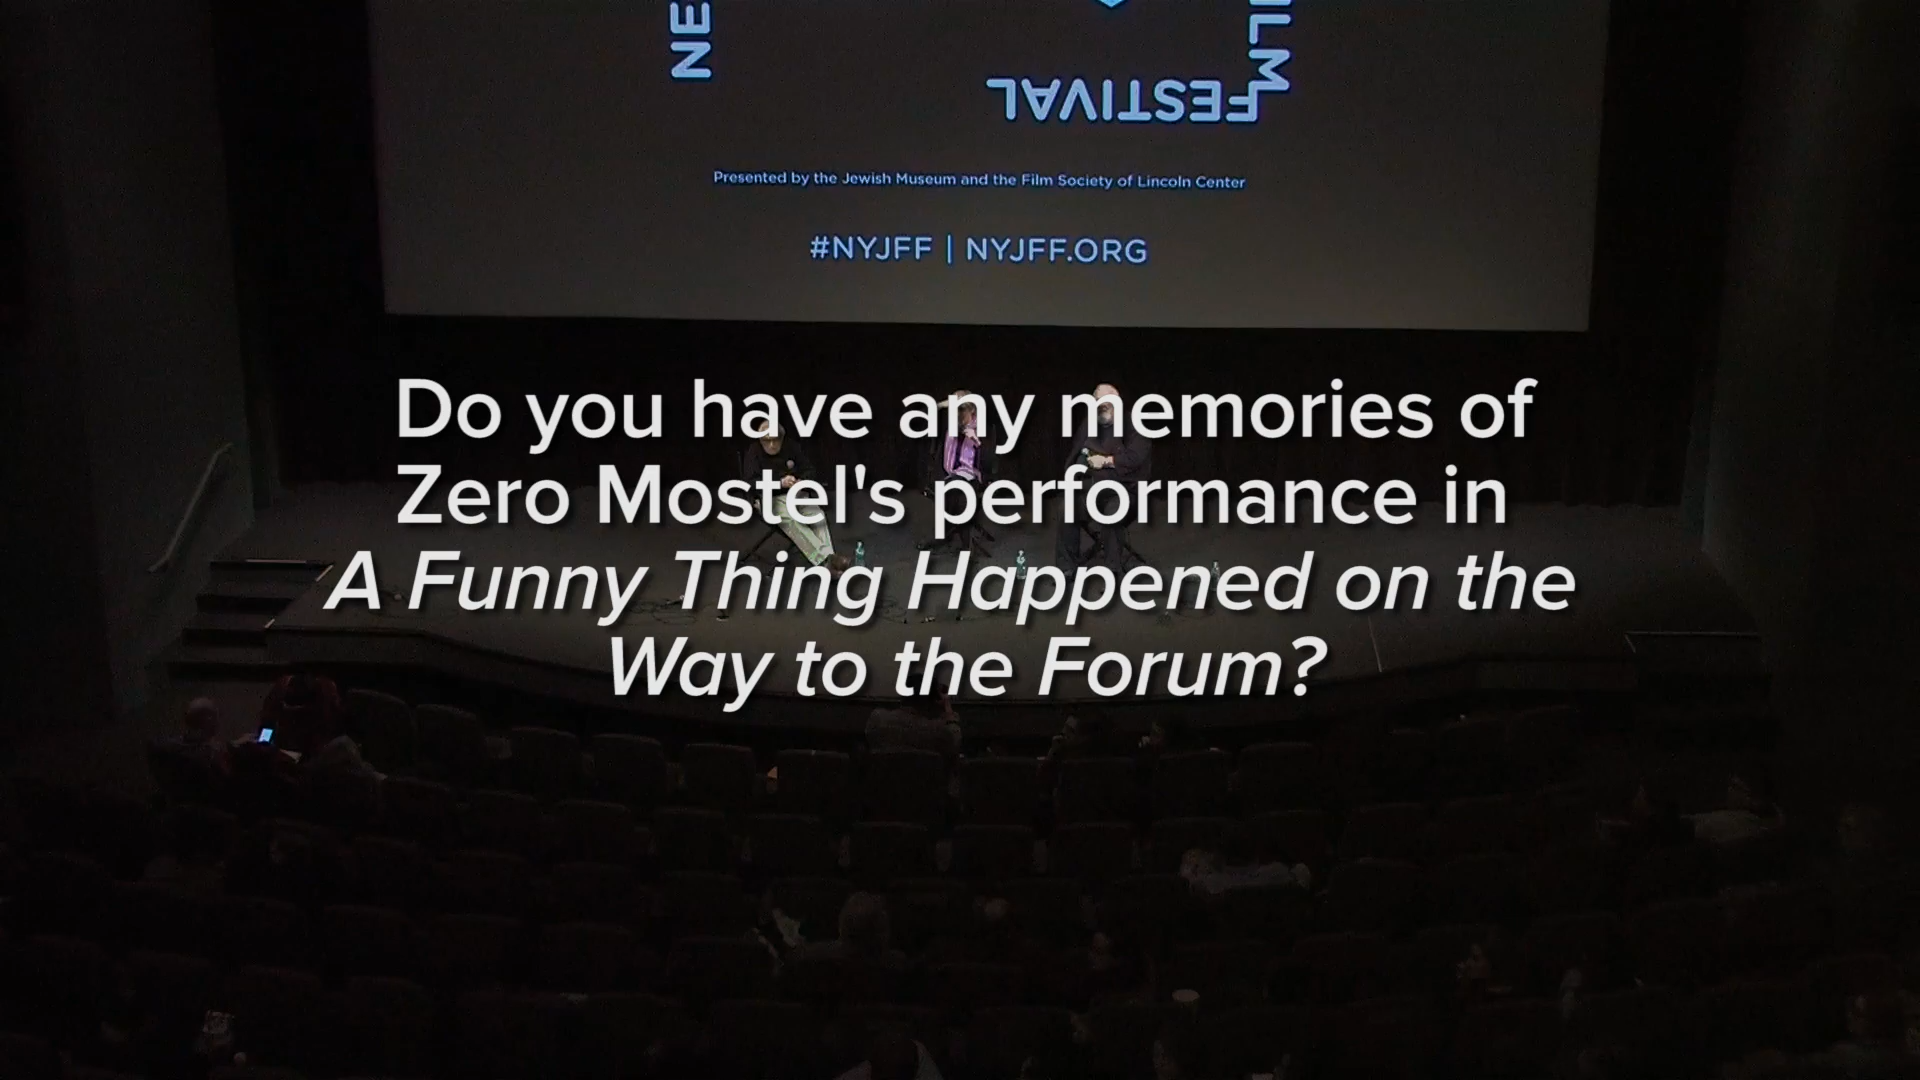 NE
ILM
FESTIVAL
Presented by the Jewish Museum and the Film Society of Lincoln Center
#NYJFF | NYJFF.ORG
Do you have any memories of
Zero Mostel's performance in
A Funny Thing Happened on the
Way to the Forum?